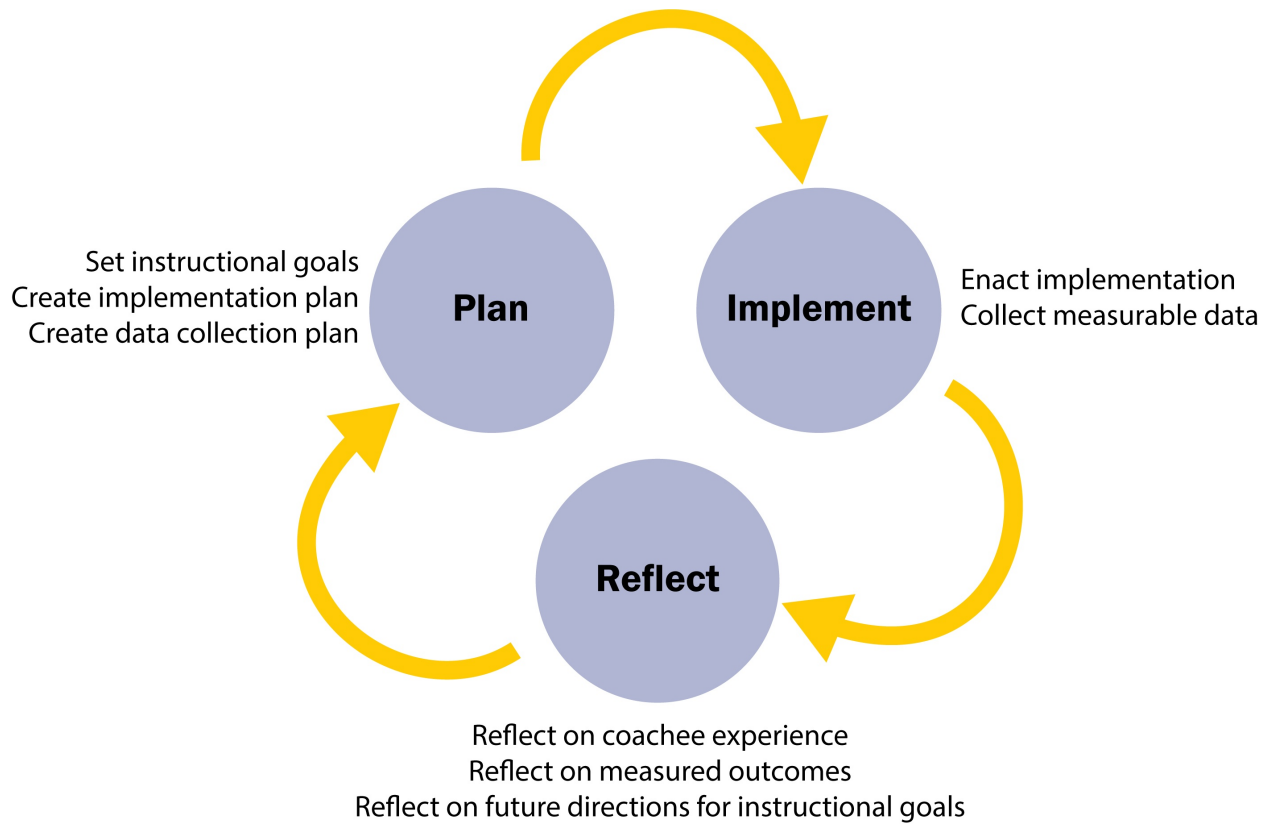 Set instructional goals
Create implementation plan
Create data collection plan
Plan
Implement
Enact implementation
Collect measurable data
Reflect
Reflect on coachee experience
Reflect on measured outcomes
Reflect on future directions for instructional goals